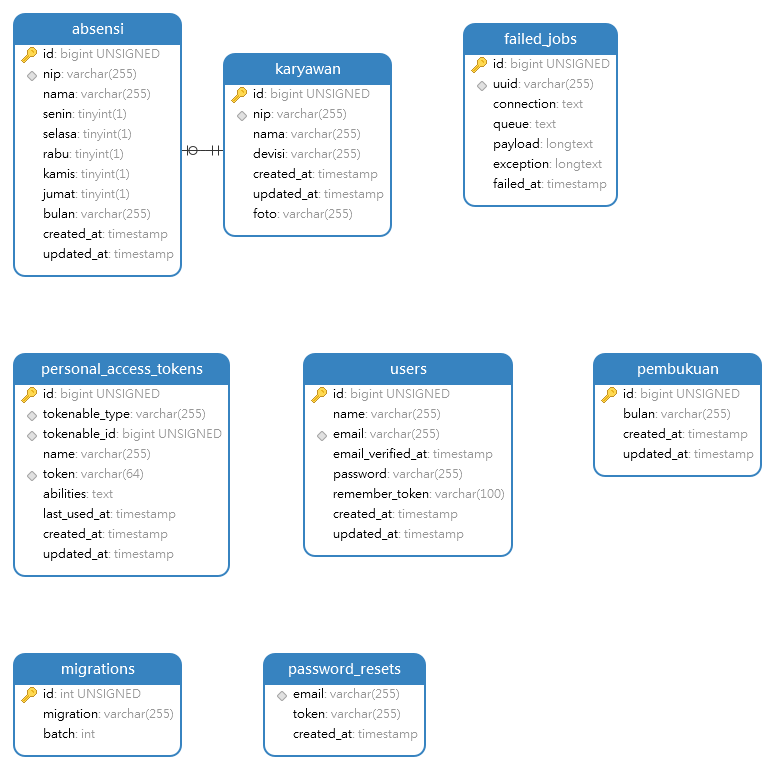 absensi
id: bigint UNSIGNED
nip: varchar(255)
nama: varchar(255)
senin: tinyint(1)
selasa: tinyint(1)
rabu: tinyint(1)
kamis: tinyint(1)
jumat: tinyint(1)
bulan: varchar(255)
created_at: timestamp
updated_at: timestamp
karyawan
id: bigint UNSIGNED
nip: varchar(255)
nama: varchar(255)
devisi: varchar(255)
created_at: timestamp
updated_at: timestamp
foto: varchar(255)
failed_jobs
id: bigint UNSIGNED
uuid: varchar(255)
connection: text
queue: text
payload: longtext
exception: longtext
failed_at: timestamp
personal_access_tokens
id: bigint UNSIGNED
tokenable_type: varchar(255)
tokenable_id: bigint UNSIGNED
name: varchar(255)
token: varchar(64)
abilities: text
last_used_at: timestamp
created_at: timestamp
updated_at: timestamp
users
id: bigint UNSIGNED
name: varchar(255)
email: varchar(255)
email_verified_at: timestamp
password: varchar(255)
remember_token: varchar(100)
created_at: timestamp
updated_at: timestamp
pembukuan
id: bigint UNSIGNED
bulan: varchar(255)
created_at: timestamp
updated_at: timestamp
migrations
id: int UNSIGNED
migration: varchar(255)
batch: int
password_resets
email: varchar(255)
token: varchar(255)
created_at: timestamp